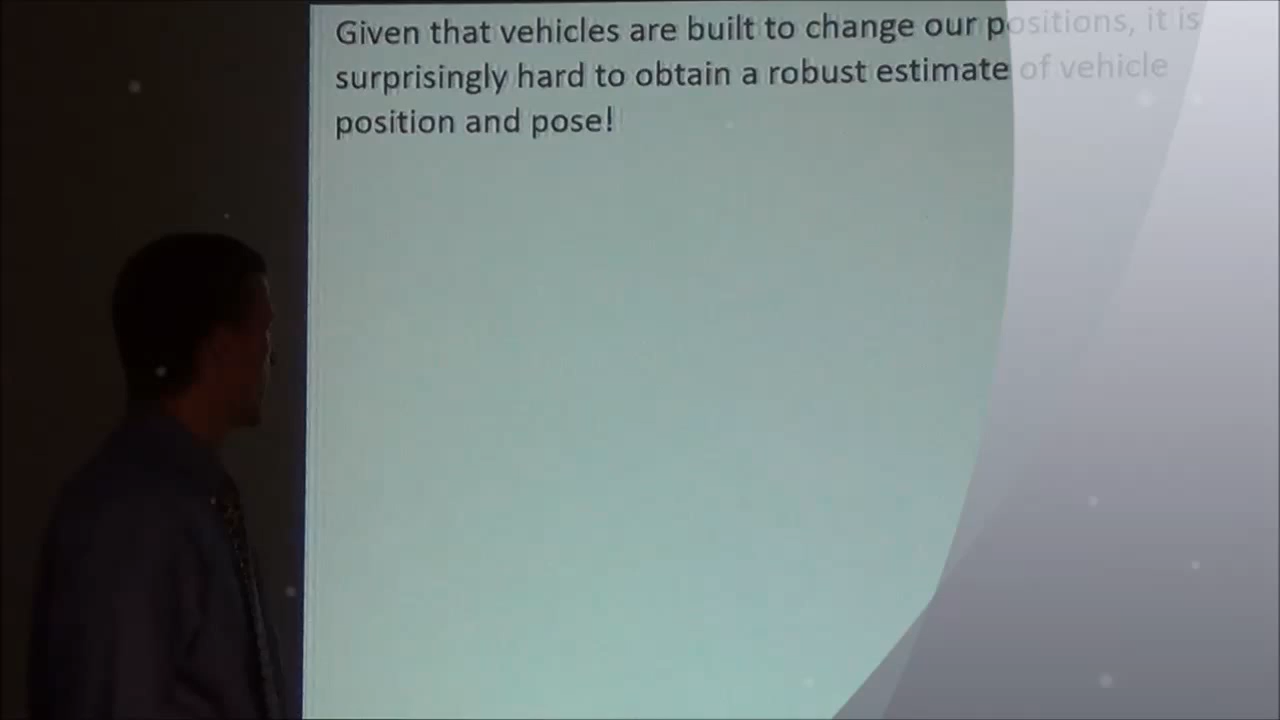 Given that vehicles are built to change our positions, it is
surprisingly hard to obtain a robust estimate of vehicle
position and pose!